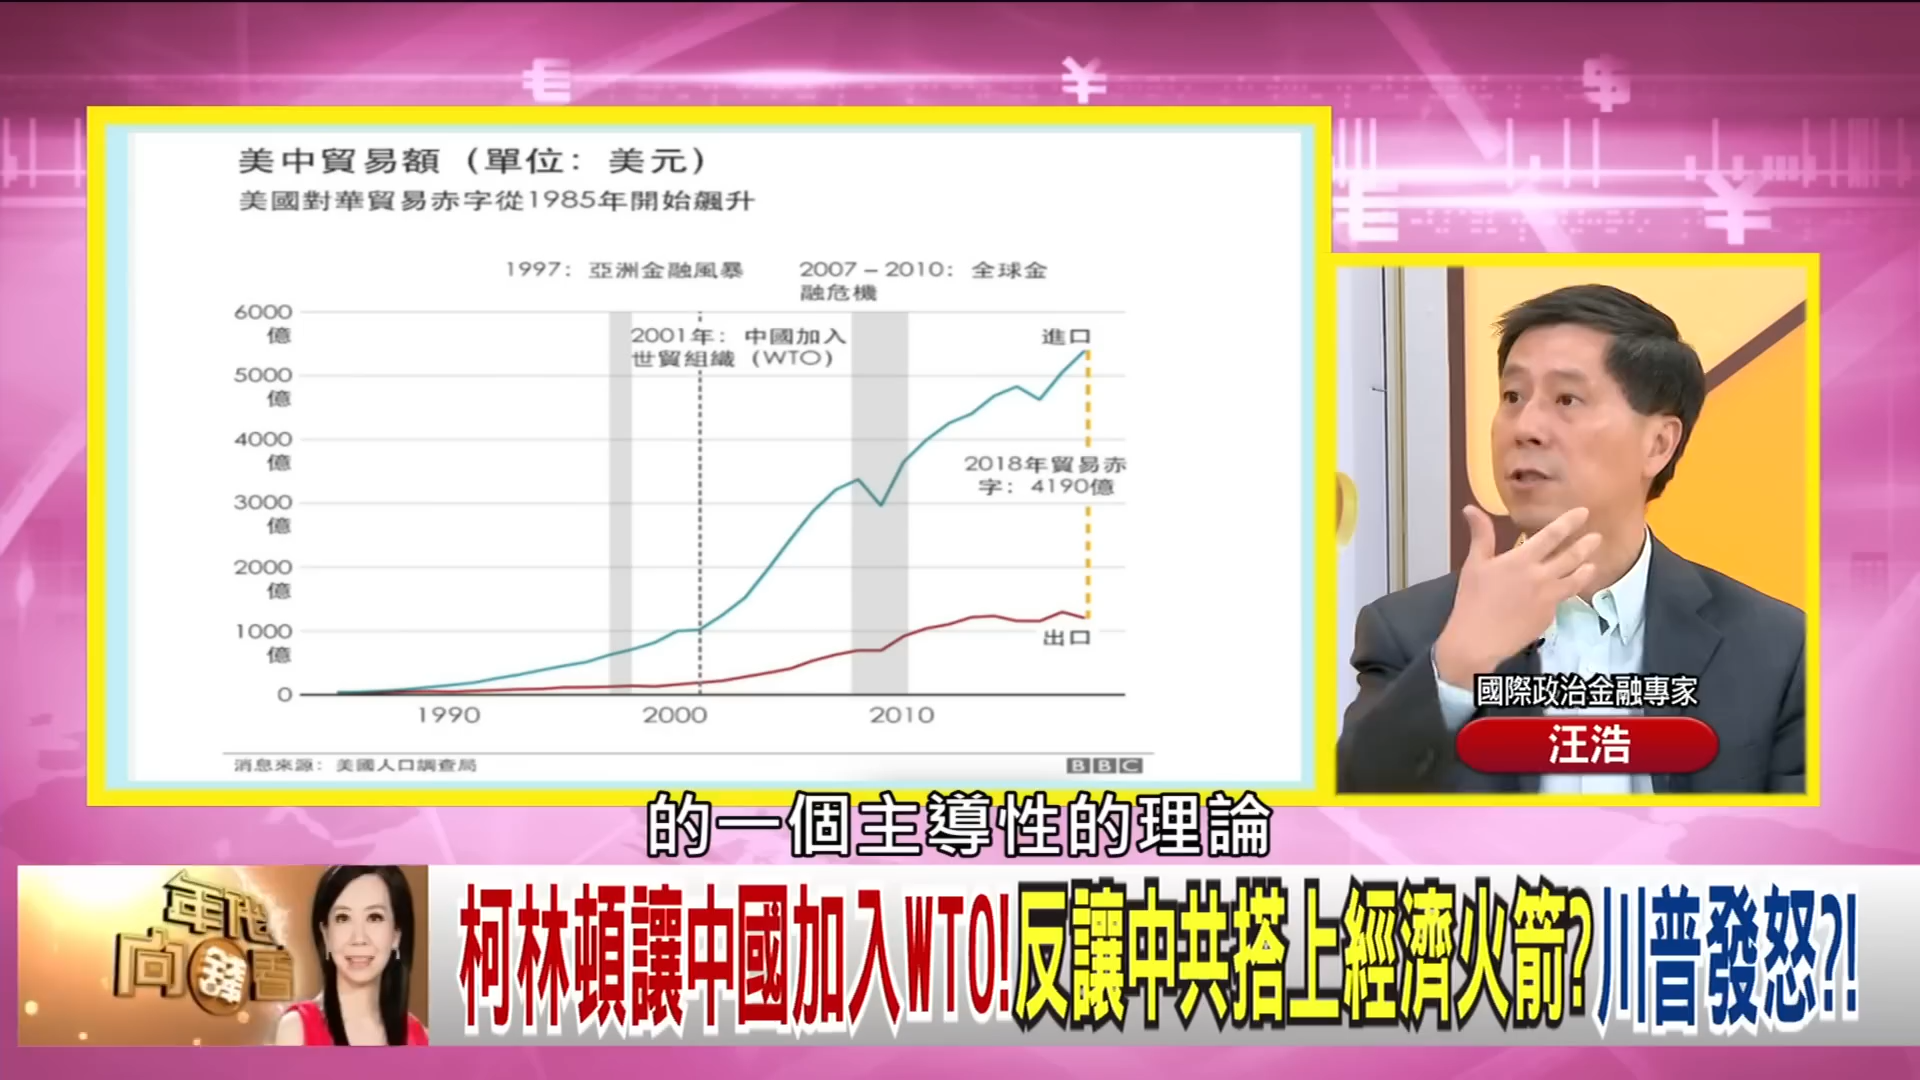 美中貿易額（單位：美元）
美國對華貿易赤字從1985年開始飆升
1997：亞洲金融風暴
2007－2010：全球金
融危機
2001年：中國加入
世貿組織（WTO）
進口
6000
億
5000
億
4000
億
3000
億
2000
億
1000
億
0
2018年貿易赤
字：4190億
出口
1990
2000
2010
消息來源：美國人口調查局
BBC
國際政治金融專家
汪浩
的一個主導性的理論
年代
向錢看
柯林頓讓中國加入WTO!反讓中共搭上經濟火箭?川普發怒?!